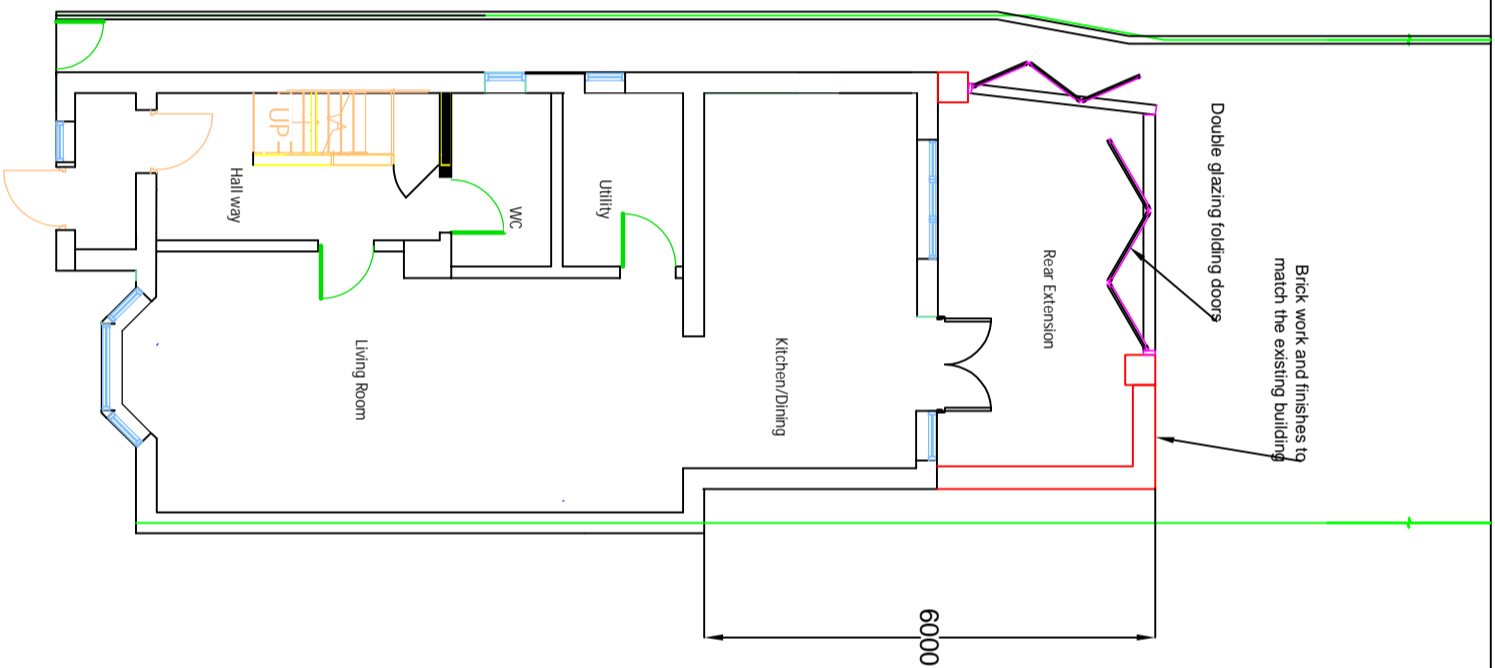 Double glazing folding doors
Brick work and finishes to
match the existing building
UP
Hall way
WC
Utility
Rear Extension
Living Room
Kitchen/Dining
6000